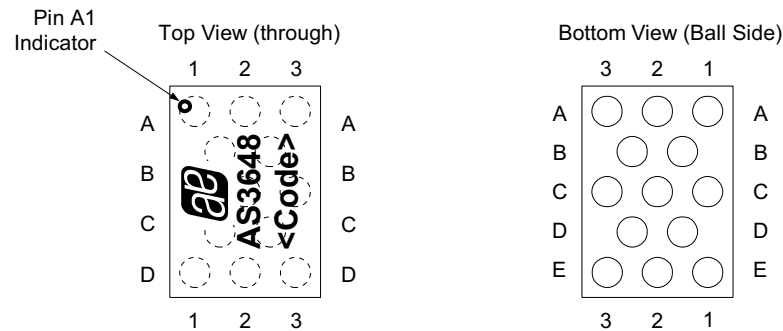 Pin A1
Indicator
Top View (through)
1 2 3
A A
B B
C C
D D
AS3648
<Code>
1 2 3
Bottom View (Ball Side)
3 2 1
A A
B B
C C
D D
E E
3 2 1